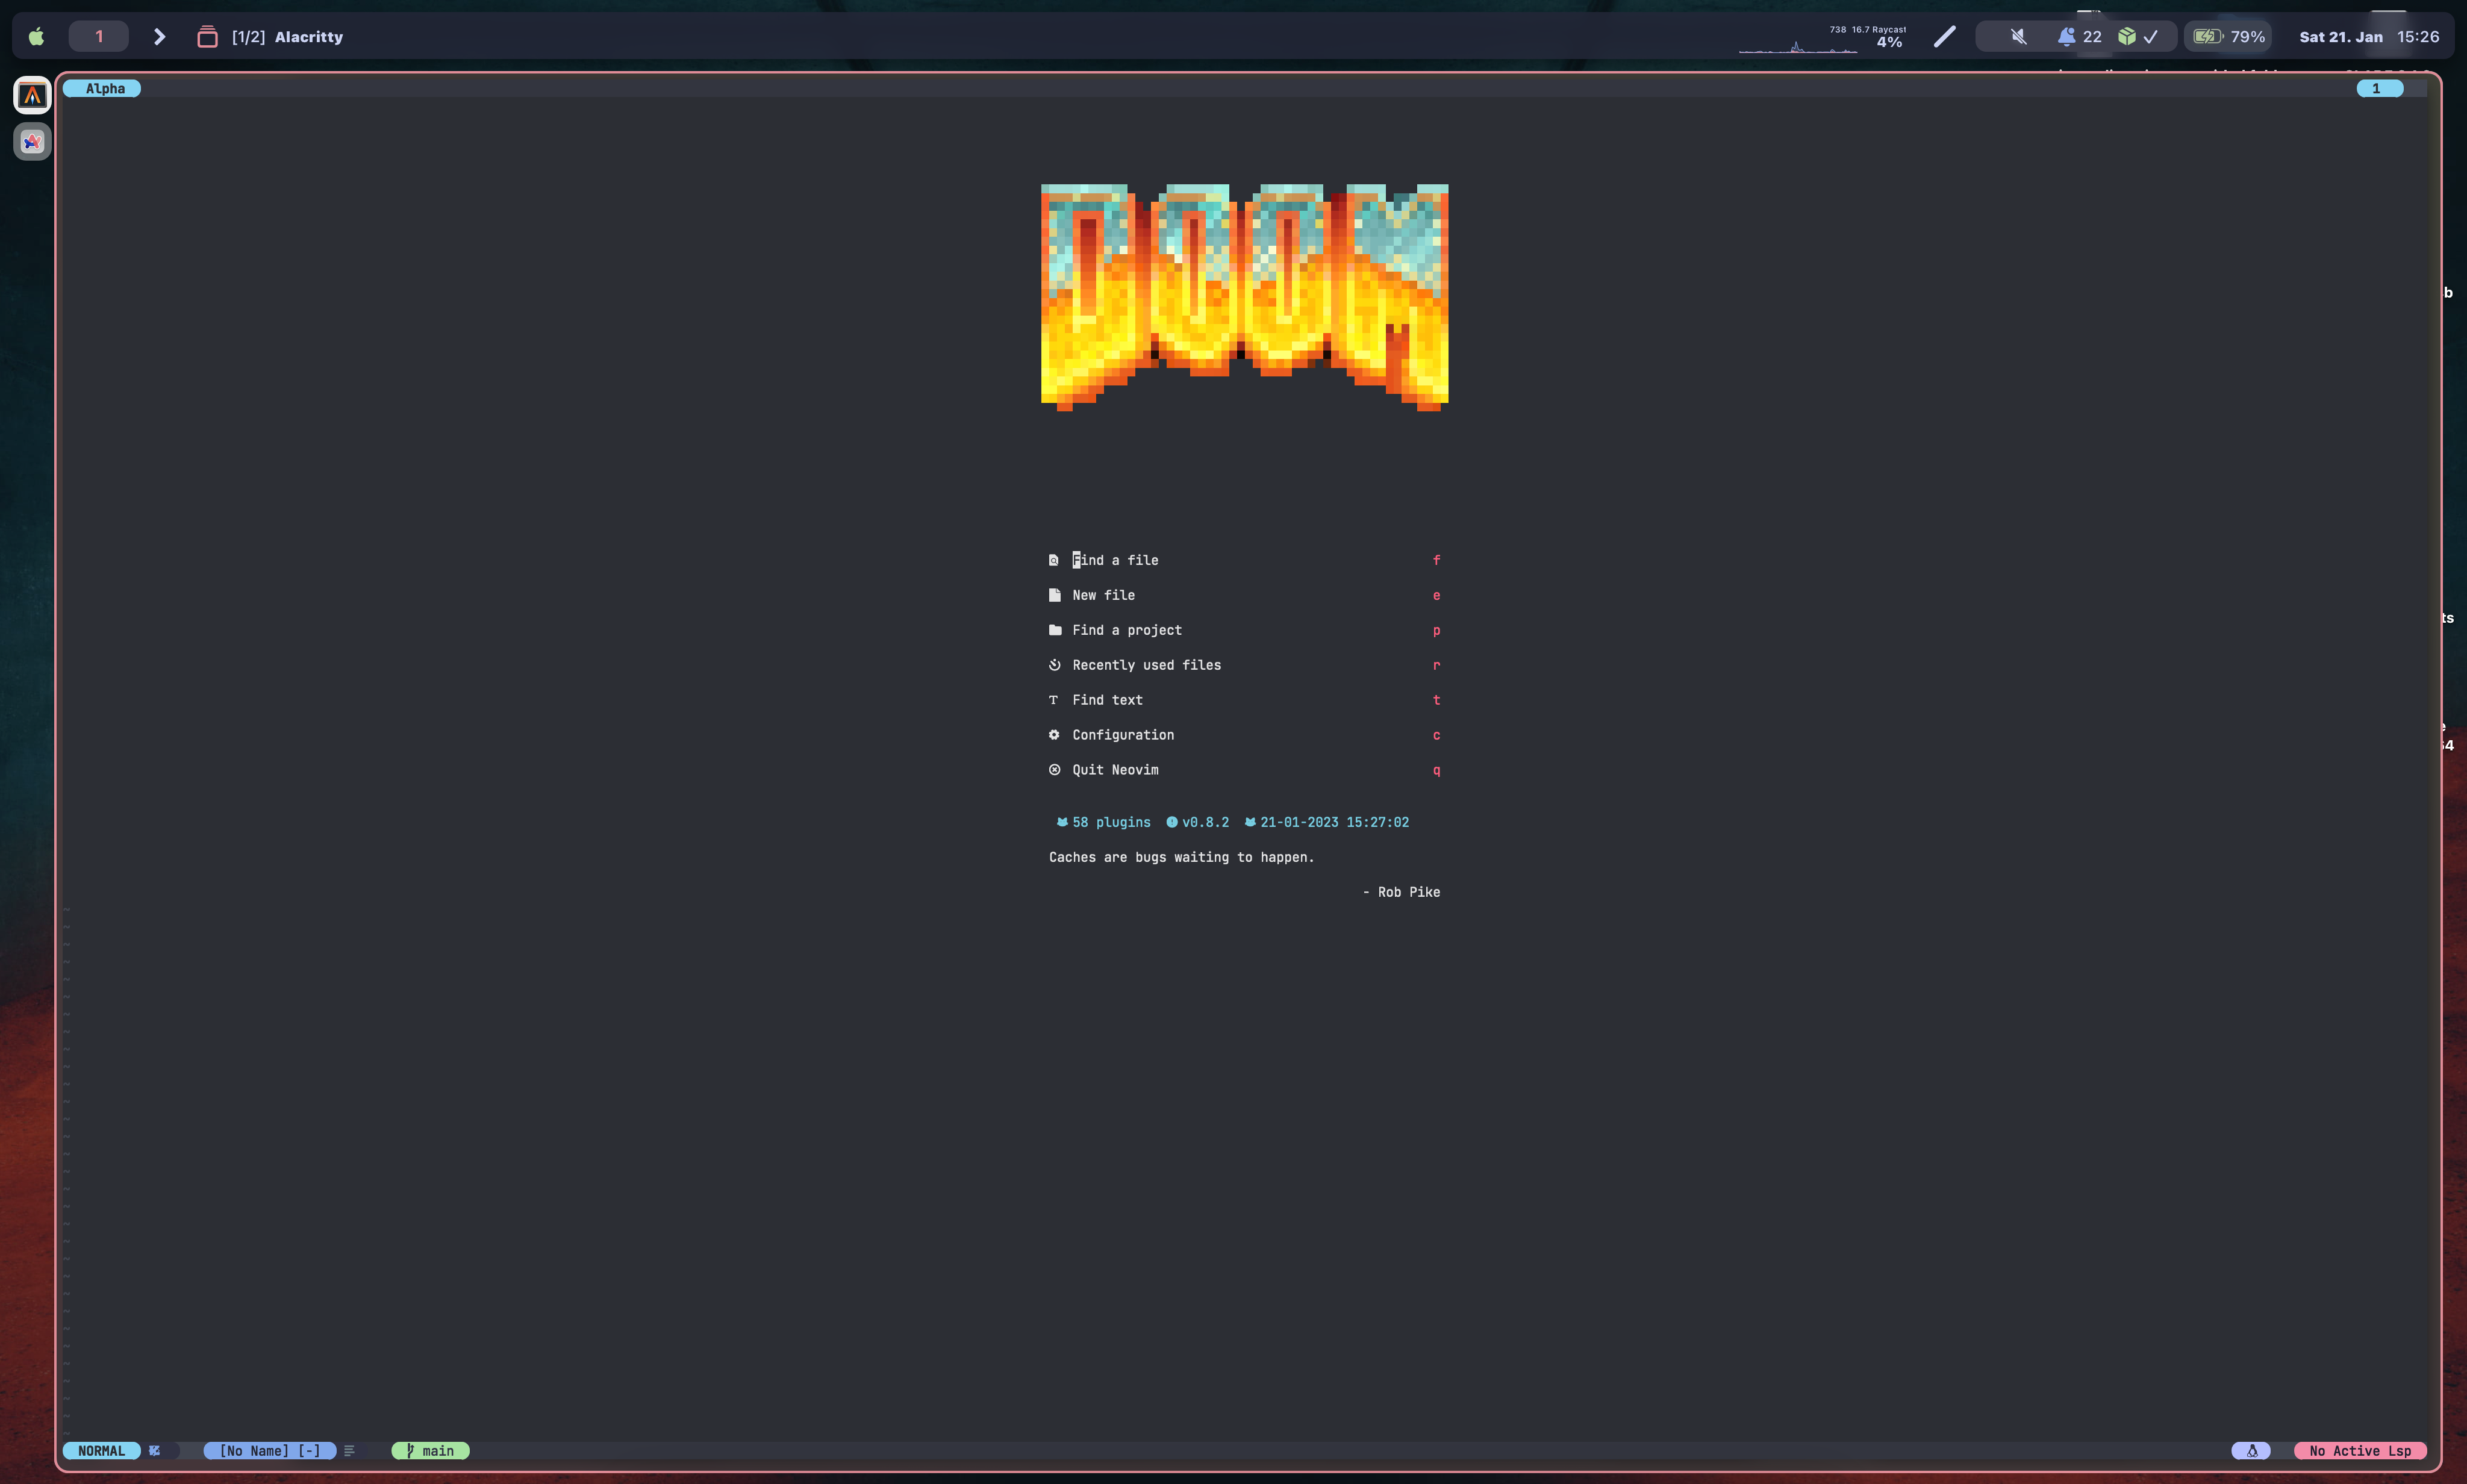 1 [1/2] Alacritty 738 16.7 Raycast 4% 22 79% Sat 21. Jan 15:26
Alpha 1
DOOM
Find a file f
New file e
Find a project p
Recently used files r
Find text t
Configuration c
Quit Neovim q
58 plugins v0.8.2 21-01-2023 15:27:02
Caches are bugs waiting to happen.
- Rob Pike
b
ts
64
NORMAL [No Name] [-] main No Active Lsp